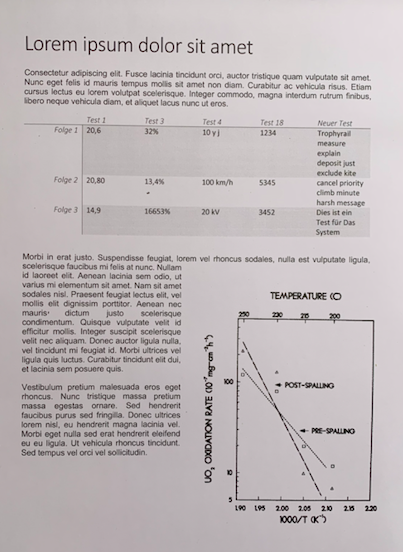 Lorem ipsum dolor sit amet
Consectetur adipiscing elit. Fusce lacinia tincidunt orci, auctor tristique quam vulputate sit amet.
Nunc eget felis id mauris tempus mollis sit amet non diam. Curabitur ac vehicula risus. Etiam
cursus lectus eu lorem volutpat scelerisque. Integer commodo, magna interdum rutrum finibus,
libero neque vehicula diam, et aliquet lacus nunc ut eros.
Test 1 Test 3 Test 4 Test 18 Neuer Test
Folge 1 20,6 32% 10 y j 1234 Trophyrail
measure
explain
deposit just
exclude kite
Folge 2 20,80 13,4% 100 km/h 5345 cancel priority
climb minute
harsh message
Folge 3 14,9 16653% 20 kV 3452 Dies ist ein
Test für Das
System
Morbi in erat justo. Suspendisse feugiat, lorem vel rhoncus sodales, nulla est vulputate ligula,
scelerisque faucibus mi felis at nunc. Nullam
id laoreet elit. Aenean lacinia sem odio, ut
varius mi elementum sit amet. Nam sit amet
sodales nisl. Praesent feugiat lectus elit, vel
mollis elit dignissim porttitor. Aenean nec
mauris dictum justo scelerisque
condimentum. Quisque vulputate velit id
efficitur mollis. Integer suscipit scelerisque
velit nec aliquam. Donec auctor ligula nulla,
vel tincidunt mi feugiat id. Morbi ultrices vel
ligula quis luctus. Curabitur tincidunt elit dui,
et lacinia sem posuere quis.
Vestibulum pretium malesuada eros eget
rhoncus. Nunc tristique massa pretium
massa egestas ornare. Sed hendrerit
faucibus purus sed fringilla. Donec ultrices
lorem nisl, eu hendrerit magna lacinia vel.
Morbi eget nulla sed erat hendrerit eleifend
eu eu ligula. Ut vehicula rhoncus tincidunt.
Sed tempus vel orci vel sollicitudin.
TEMPERATURE (C)
250 230 215 200
UO₃ OXIDATION RATE (10⁻⁷mg·cm⁻²·h⁻¹)
100
POST-SPALLING
PRE-SPALLING
10
5
1.90 1.95 2.00 2.05 2.10 2.15 2.20
1000/T (K⁻¹)